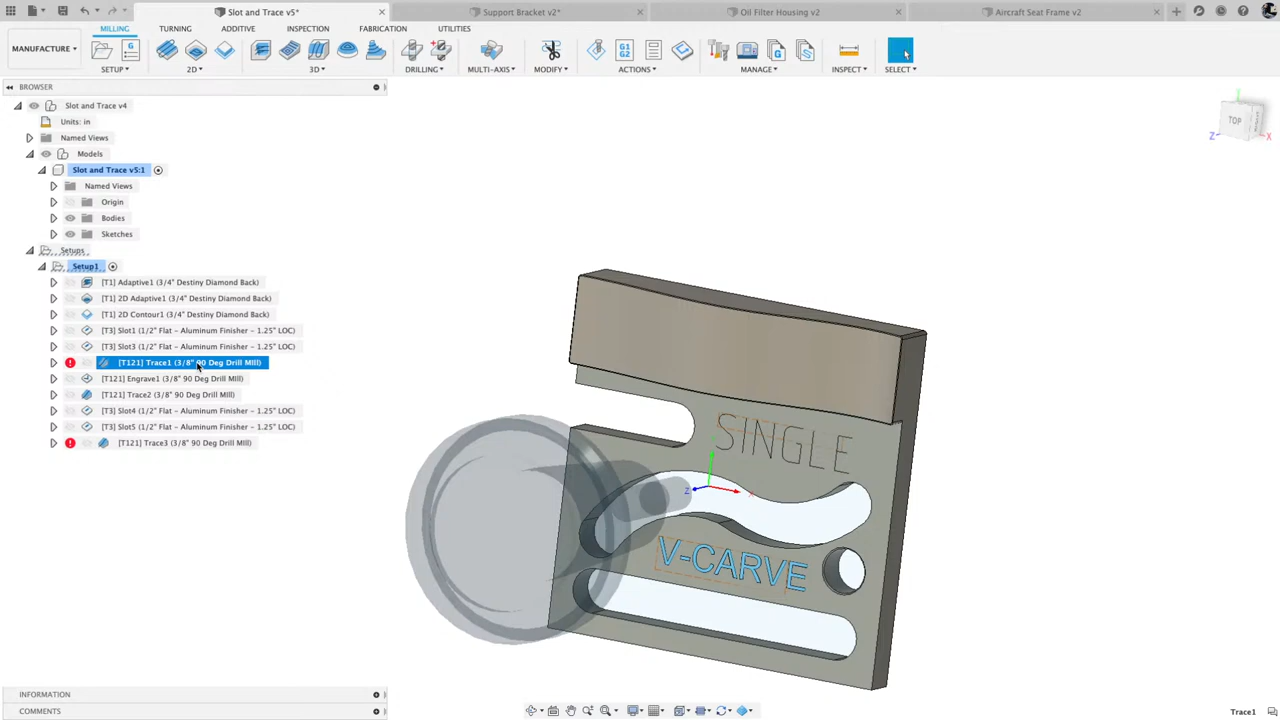 Slot and Trace v5*
Support Bracket v2*
Oil Filter Housing v2
Aircraft Seat Frame v2
MANUFACTURE
MILLING
TURNING
ADDITIVE
INSPECTION
FABRICATION
UTILITIES
SETUP
2D
3D
DRILLING
MULTI-AXIS
MODIFY
ACTIONS
MANAGE
INSPECT
SELECT
BROWSER
Slot and Trace v4
Units: in
Named Views
Models
Slot and Trace v5:1
Named Views
Origin
Bodies
Sketches
Setups
Setup1
[T1] Adaptive1 (3/4" Destiny Diamond Back)
[T1] 2D Adaptive1 (3/4" Destiny Diamond Back)
[T1] 2D Contour1 (3/4" Destiny Diamond Back)
[T3] Slot1 (1/2" Flat - Aluminum Finisher - 1.25" LOC)
[T3] Slot3 (1/2" Flat - Aluminum Finisher - 1.25" LOC)
[T121] Trace1 (3/8" 90 Deg Drill MIll)
[T121] Engrave1 (3/8" 90 Deg Drill MIll)
[T121] Trace2 (3/8" 90 Deg Drill MIll)
[T3] Slot4 (1/2" Flat - Aluminum Finisher - 1.25" LOC)
[T3] Slot5 (1/2" Flat - Aluminum Finisher - 1.25" LOC)
[T121] Trace3 (3/8" 90 Deg Drill MIll)
TOP
Z
X
SINGLE
Z
X
V-CARVE
INFORMATION
COMMENTS
Trace1